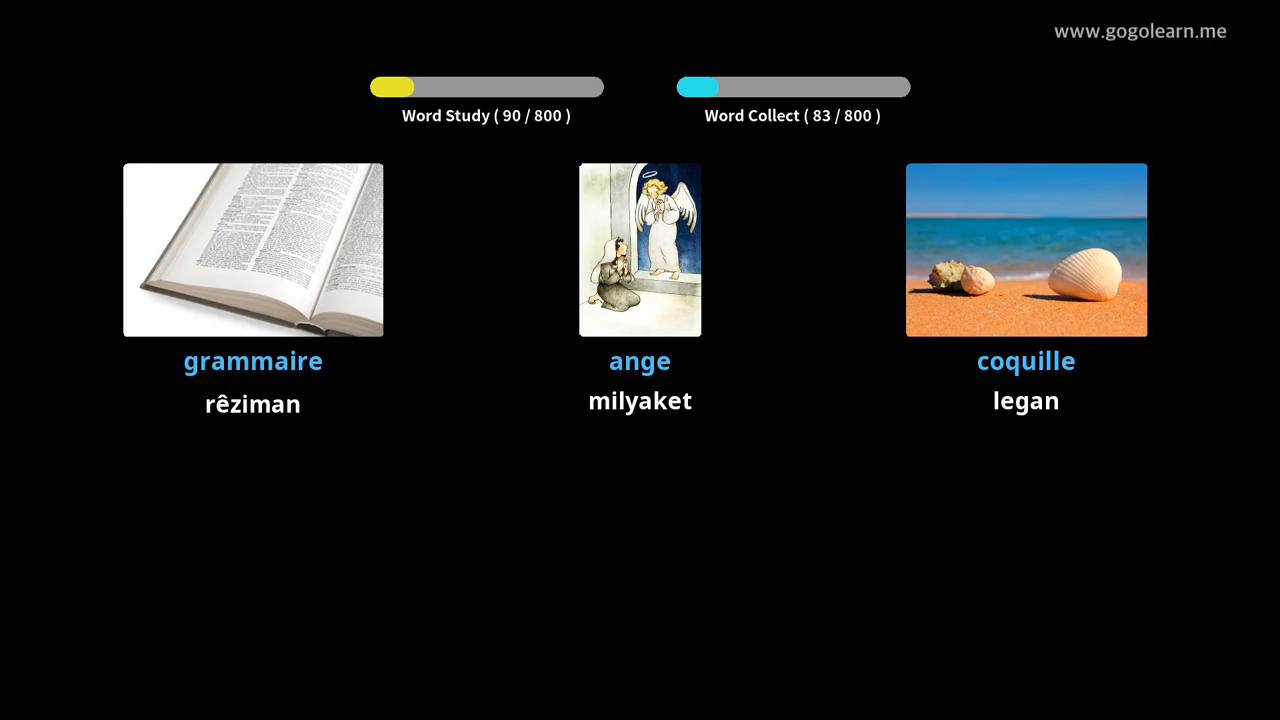 www.gogolearn.me
Word Study ( 90 / 800 )
Word Collect ( 83 / 800 )
grammaire
rêziman
ange
milyaket
coquille
legan